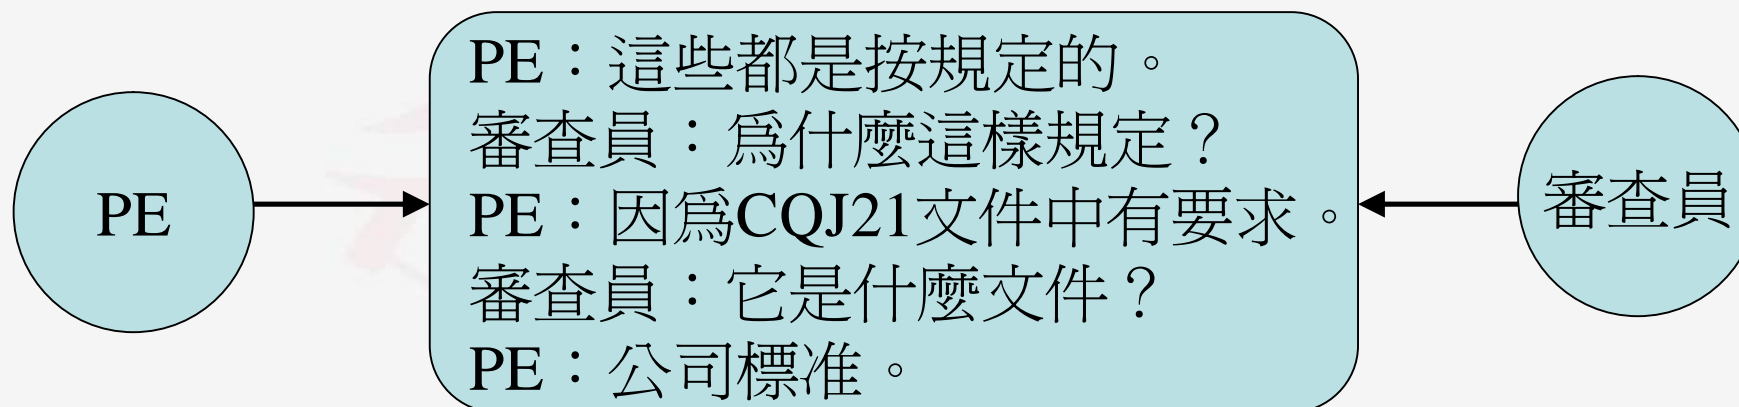 PE
PE：這些都是按規定的。
審查員：爲什麼這樣規定？
PE：因爲CQJ21文件中有要求。
審查員：它是什麼文件？
PE：公司標准。
審查員